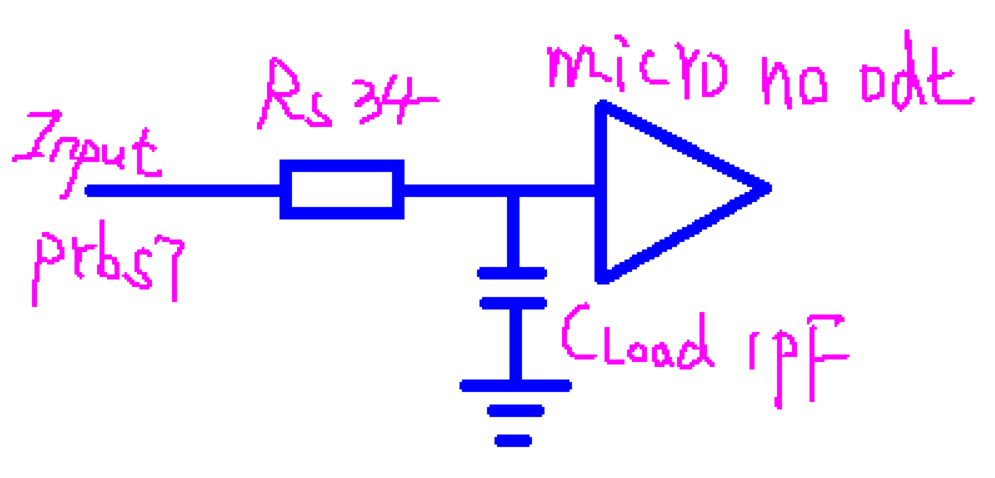 micro no odt
Rs 34
Input
prbs7
CLoad 1pF